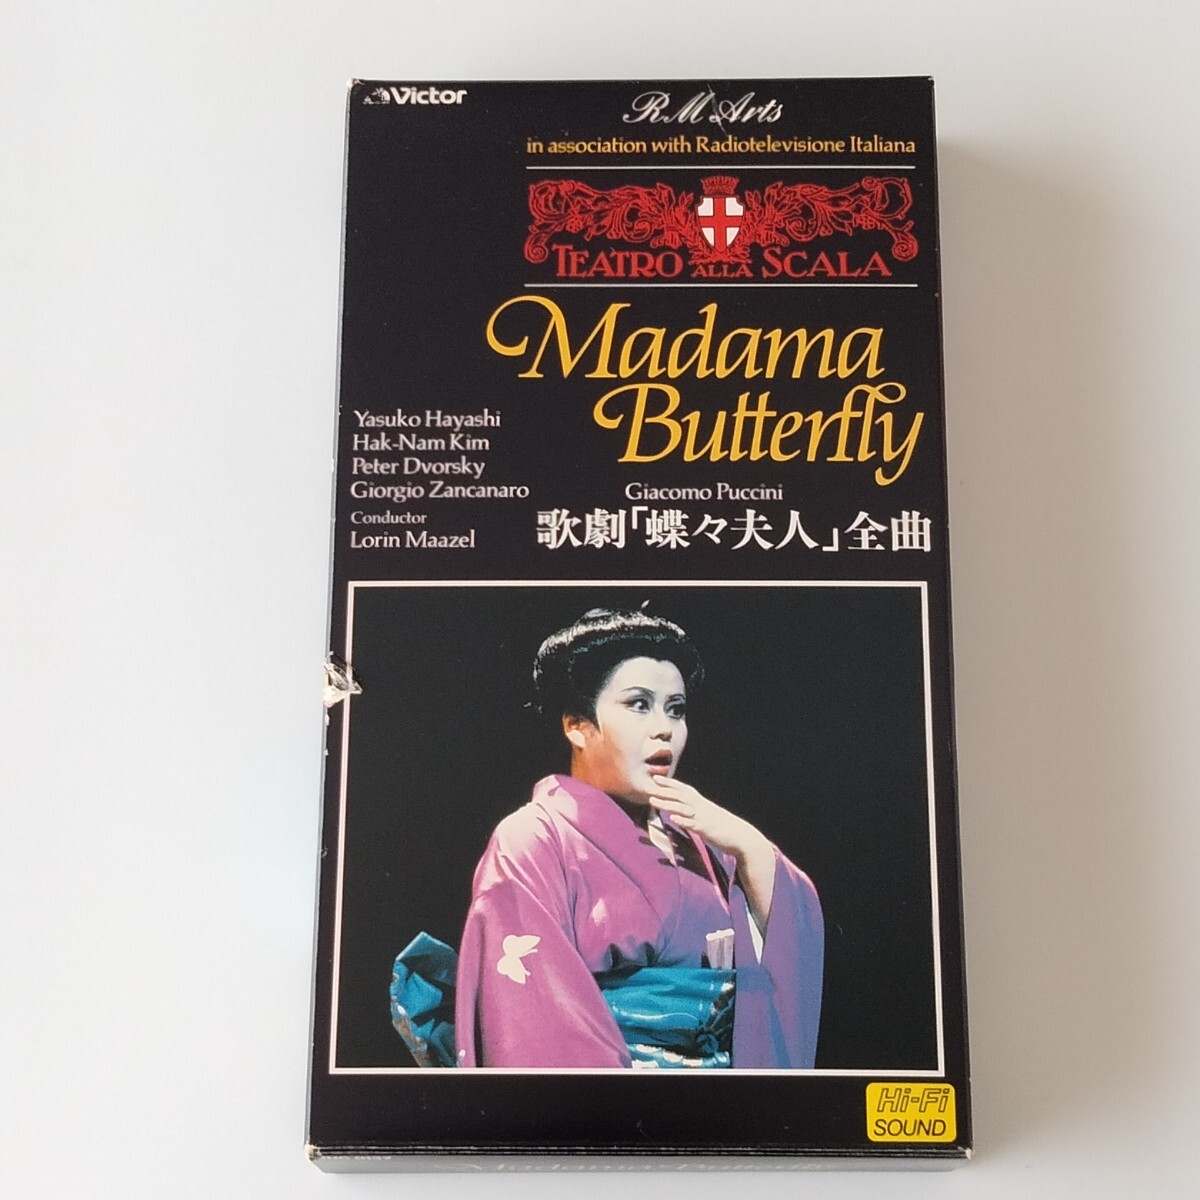 Victor
RM Arts
in association with Radiotelevisione Italiana
TEATRO ALLA SCALA
Madama
Butterfly
Yasuko Hayashi
Hak-Nam Kim
Peter Dvorsky
Giorgio Zancanaro
Conductor
Lorin Maazel
Giacomo Puccini
歌劇「蝶々夫人」全曲
Hi-Fi
SOUND
Madama Butterfly